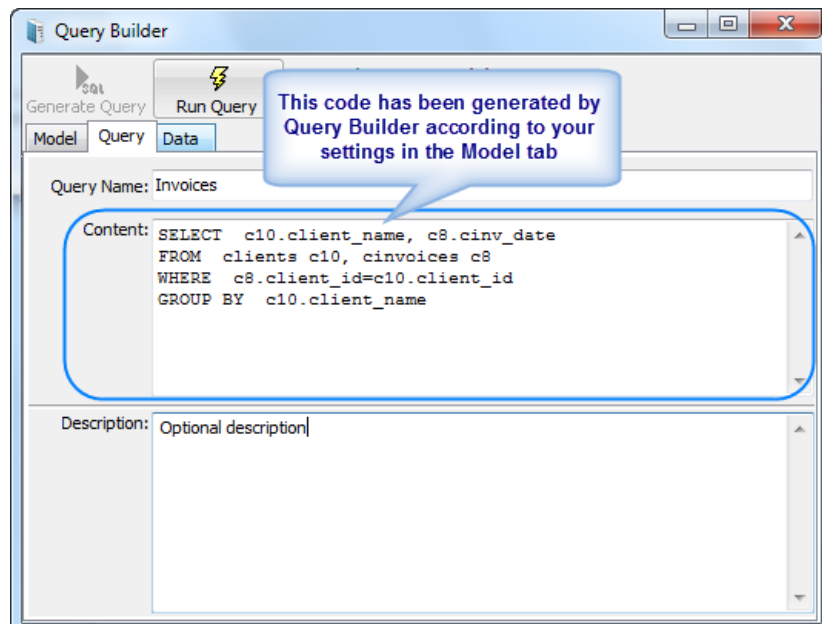 Query Builder
SQL
Generate Query
Run Query
This code has been generated by
Query Builder according to your
settings in the Model tab
Model
Query
Data
Query Name: Invoices
Content:
SELECT c10.client_name, c8.cinv_date
FROM clients c10, cinvoices c8
WHERE c8.client_id=c10.client_id
GROUP BY c10.client_name
Description: Optional description